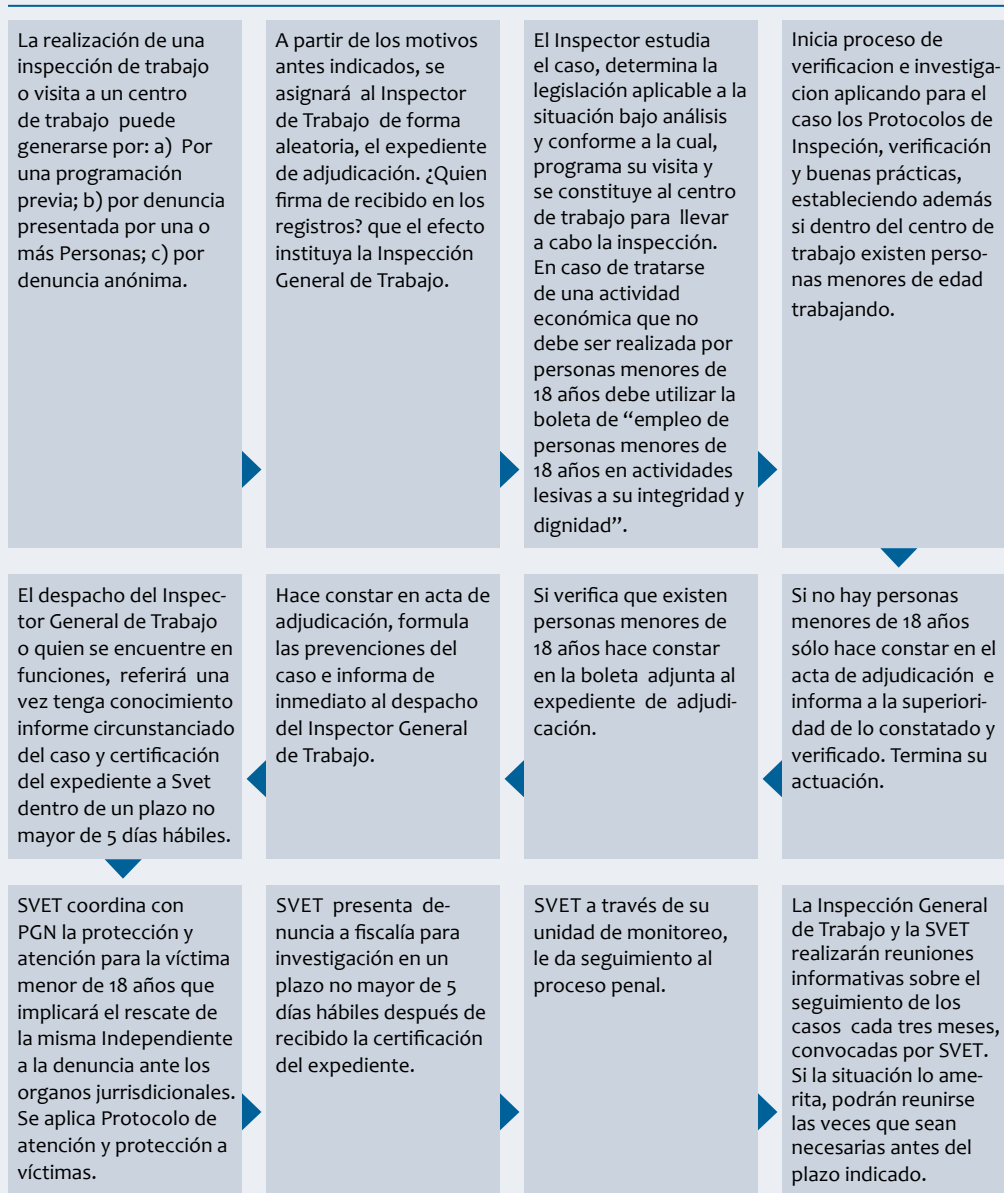 La realización de una
inspección de trabajo
o visita a un centro
de trabajo puede
generarse por: a) Por
una programación
previa; b) por denuncia
presentada por una o
más Personas; c) por
denuncia anónima.
A partir de los motivos
antes indicados, se
asignará al Inspector
de Trabajo de forma
aleatoria, el expediente
de adjudicación. ¿Quien
firma de recibido en los
registros? que el efecto
instituya la Inspección
General de Trabajo.
El Inspector estudia
el caso, determina la
legislación aplicable a la
situación bajo análisis
y conforme a la cual,
programa su visita y
se constituye al centro
de trabajo para llevar
a cabo la inspección.
En caso de tratarse
de una actividad
económica que no
debe ser realizada por
personas menores de
18 años debe utilizar la
boleta de “empleo de
personas menores de
18 años en actividades
lesivas a su integridad y
dignidad”.
Inicia proceso de
verificacion e investiga-
cion aplicando para el
caso los Protocolos de
Inspeción, verificación
y buenas prácticas,
estableciendo además
si dentro del centro de
trabajo existen perso-
nas menores de edad
trabajando.
Si no hay personas
menores de 18 años
sólo hace constar en el
acta de adjudicación e
informa a la superiori-
dad de lo constatado y
verificado. Termina su
actuación.
Si verifica que existen
personas menores de
18 años hace constar
en la boleta adjunta al
expediente de adjudi-
cación.
Hace constar en acta de
adjudicación, formula
las prevenciones del
caso e informa de
inmediato al despacho
del Inspector General
de Trabajo.
El despacho del Inspec-
tor General de Trabajo
o quien se encuentre en
funciones, referirá una
vez tenga conocimiento
informe circunstanciado
del caso y certificación
del expediente a Svet
dentro de un plazo no
mayor de 5 días hábiles.
SVET coordina con
PGN la protección y
atención para la víctima
menor de 18 años que
implicará el rescate de
la misma Independiente
a la denuncia ante los
organos jurrisdicionales.
Se aplica Protocolo de
atención y protección a
víctimas.
SVET presenta de-
nuncia a fiscalía para
investigación en un
plazo no mayor de 5
días hábiles después de
recibido la certificación
del expediente.
SVET a través de su
unidad de monitoreo,
le da seguimiento al
proceso penal.
La Inspección General
de Trabajo y la SVET
realizarán reuniones
informativas sobre el
seguimiento de los
casos cada tres meses,
convocadas por SVET.
Si la situación lo ame-
rita, podrán reunirse
las veces que sean
necesarias antes del
plazo indicado.